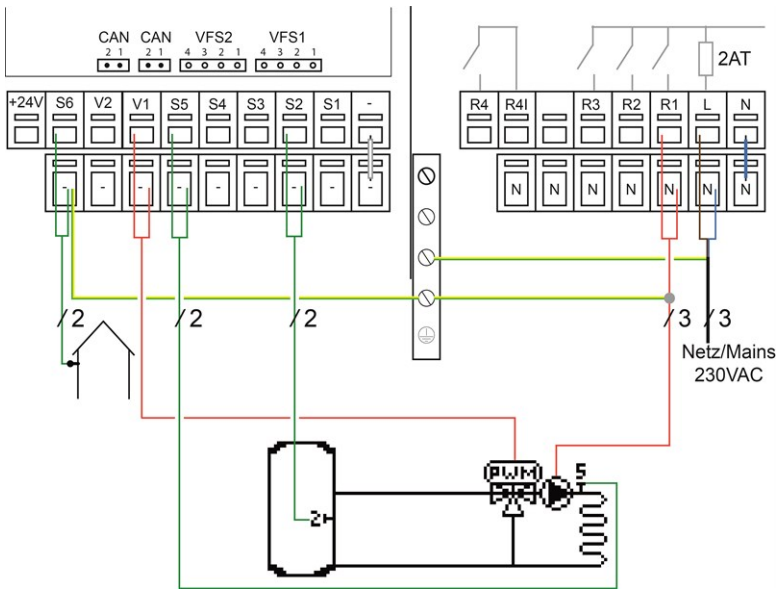 CAN CAN VFS2 VFS1
2 1 2 1 4 3 2 1 4 3 2 1
2AT
+24V S6 V2 V1 S5 S4 S3 S2 S1 -
R4 R4I R3 R2 R1 L N
- - - - - - - - -
N N N N N N N
/2 /2 /2 /3 /3
Netz/Mains
230VAC
(PWM) S
2